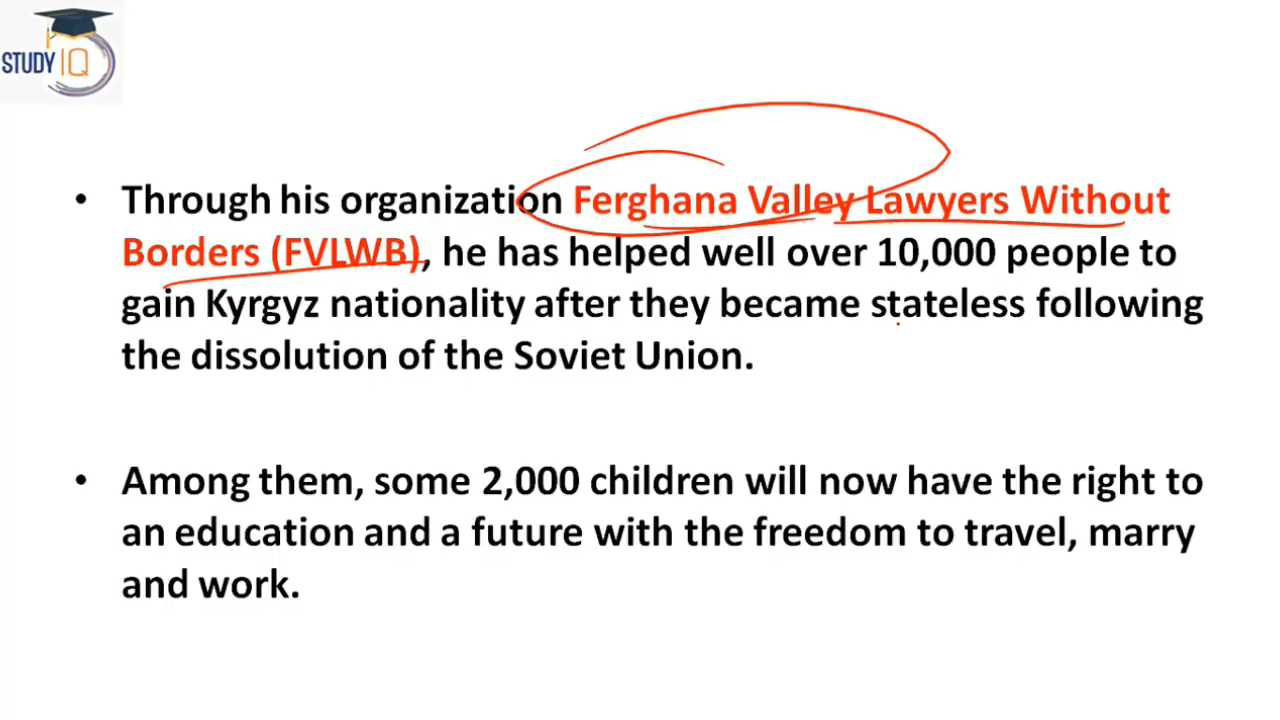 STUDY IQ
• Through his organization Ferghana Valley Lawyers Without
Borders (FVLWB), he has helped well over 10,000 people to
gain Kyrgyz nationality after they became stateless following
the dissolution of the Soviet Union.
• Among them, some 2,000 children will now have the right to
an education and a future with the freedom to travel, marry
and work.